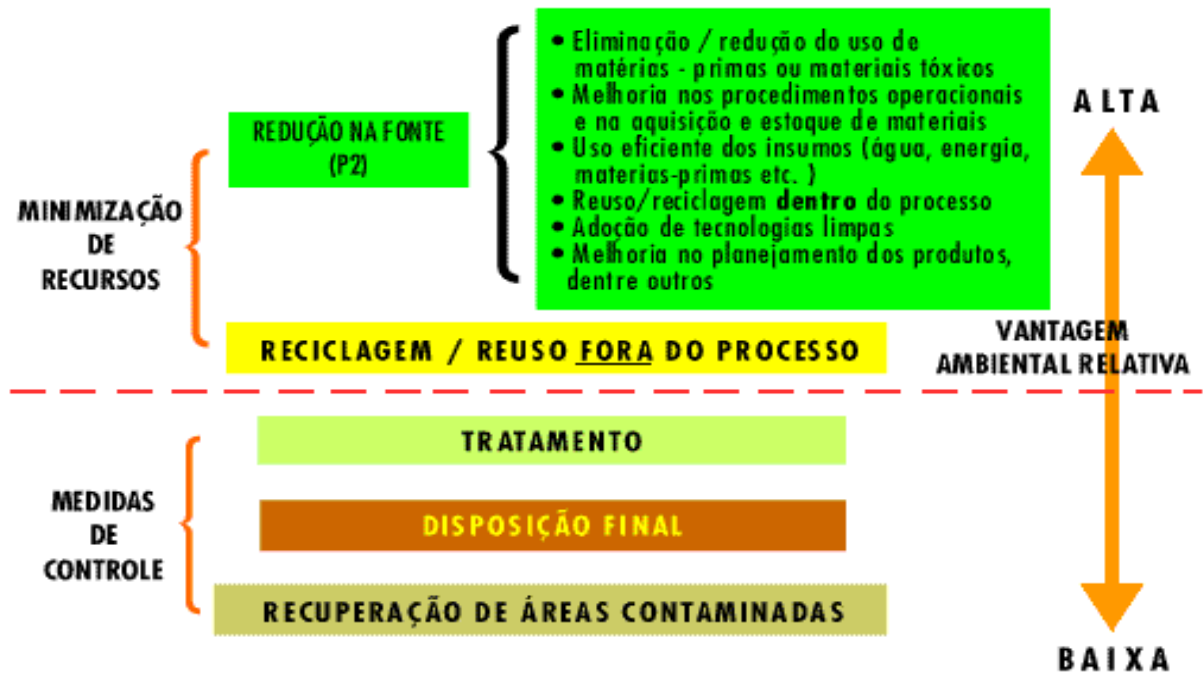 MINIMIZAÇÃO
DE
RECURSOS
REDUÇÃO NA FONTE
(P2)
• Eliminação / redução do uso de
matérias - primas ou materiais tóxicos
• Melhoria nos procedimentos operacionais
e na aquisição e estoque de materiais
• Uso eficiente dos insumos (água, energia,
materias-primas etc. )
• Reuso/reciclagem dentro do processo
• Adoção de tecnologias limpas
• Melhoria no planejamento dos produtos,
dentre outros
RECICLAGEM / REUSO FORA DO PROCESSO
ALTA
VANTAGEM
AMBIENTAL RELATIVA
MEDIDAS
DE
CONTROLE
TRATAMENTO
DISPOSIÇÃO FINAL
RECUPERAÇÃO DE ÁREAS CONTAMINADAS
BAIXA